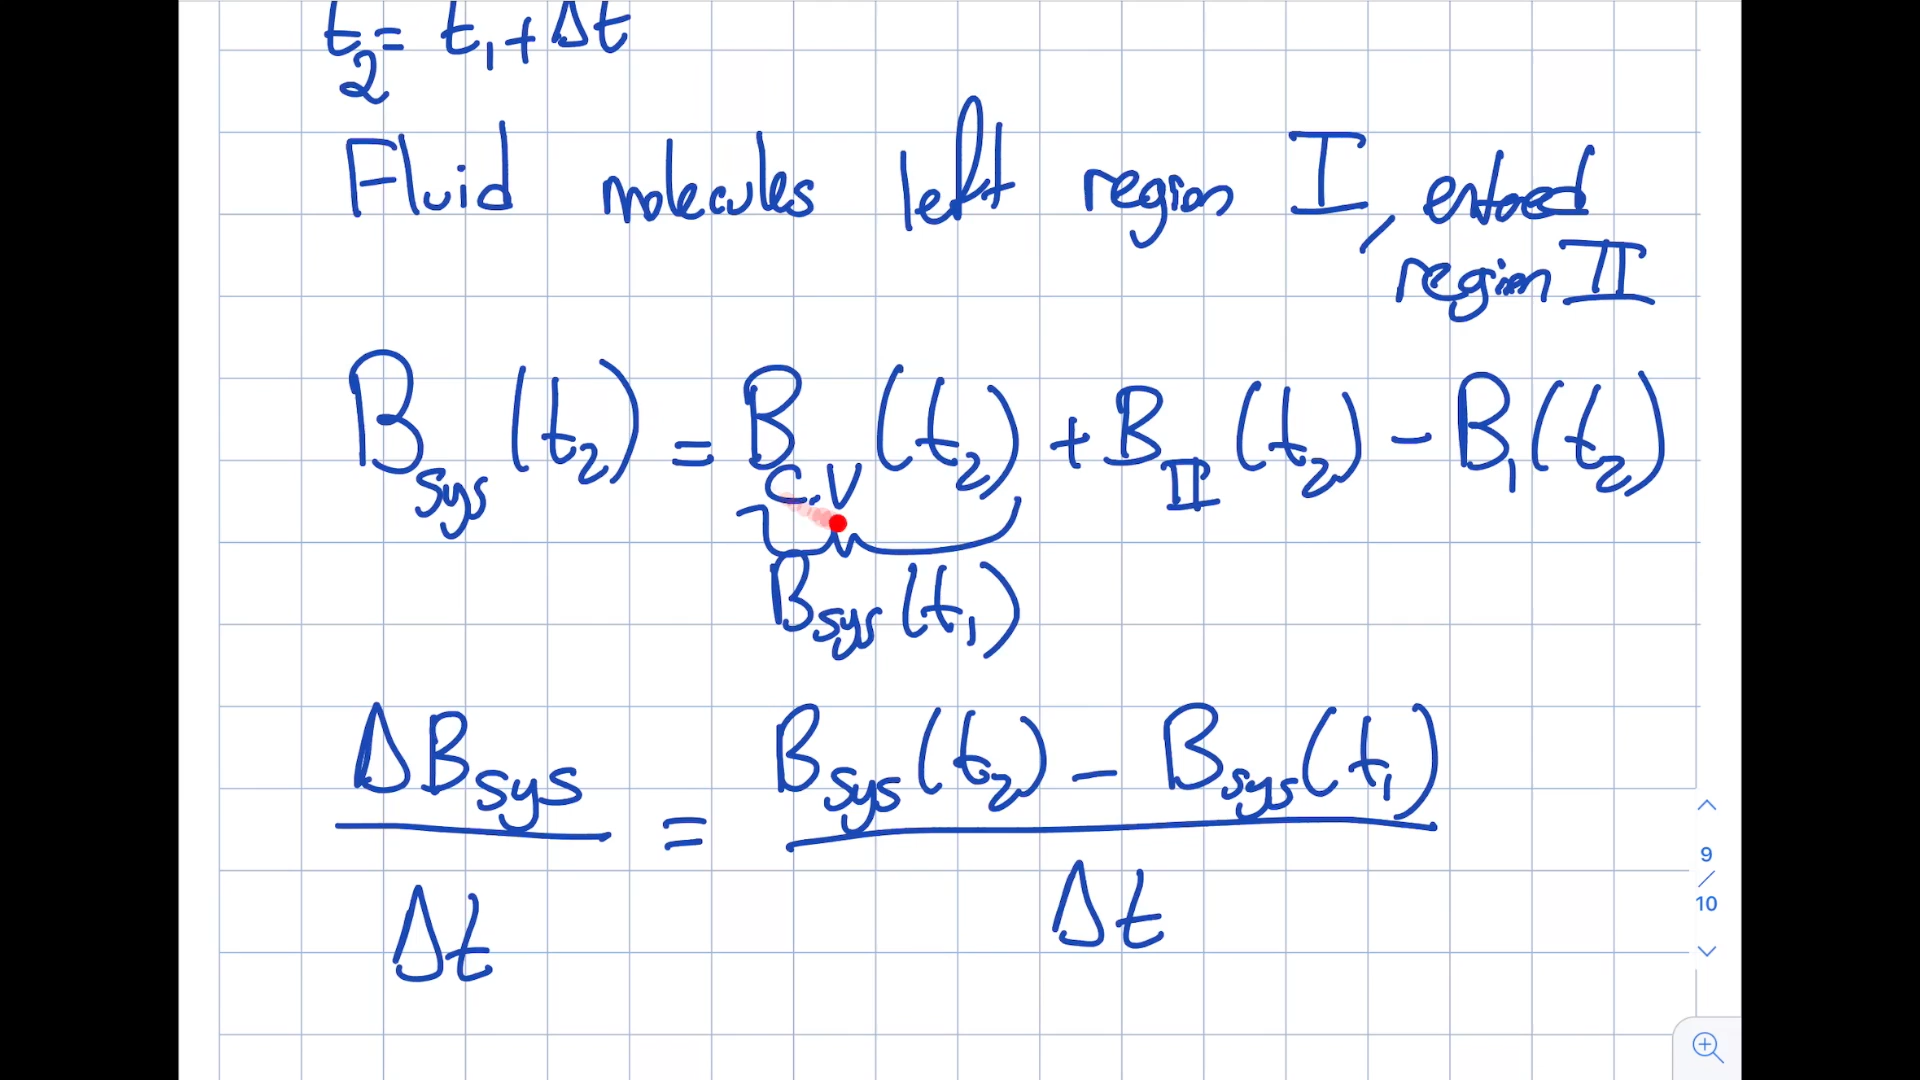 t₂ = t₁ + Δt
Fluid molecules left region I, entered
region II
B_sys (t₂) = B_C.V (t₂) + B_II (t₂) - B₁(t₂)
B_sys (t₁)
ΔB_sys / Δt = (B_sys(t₂) - B_sys(t₁)) / Δt
9
/
10